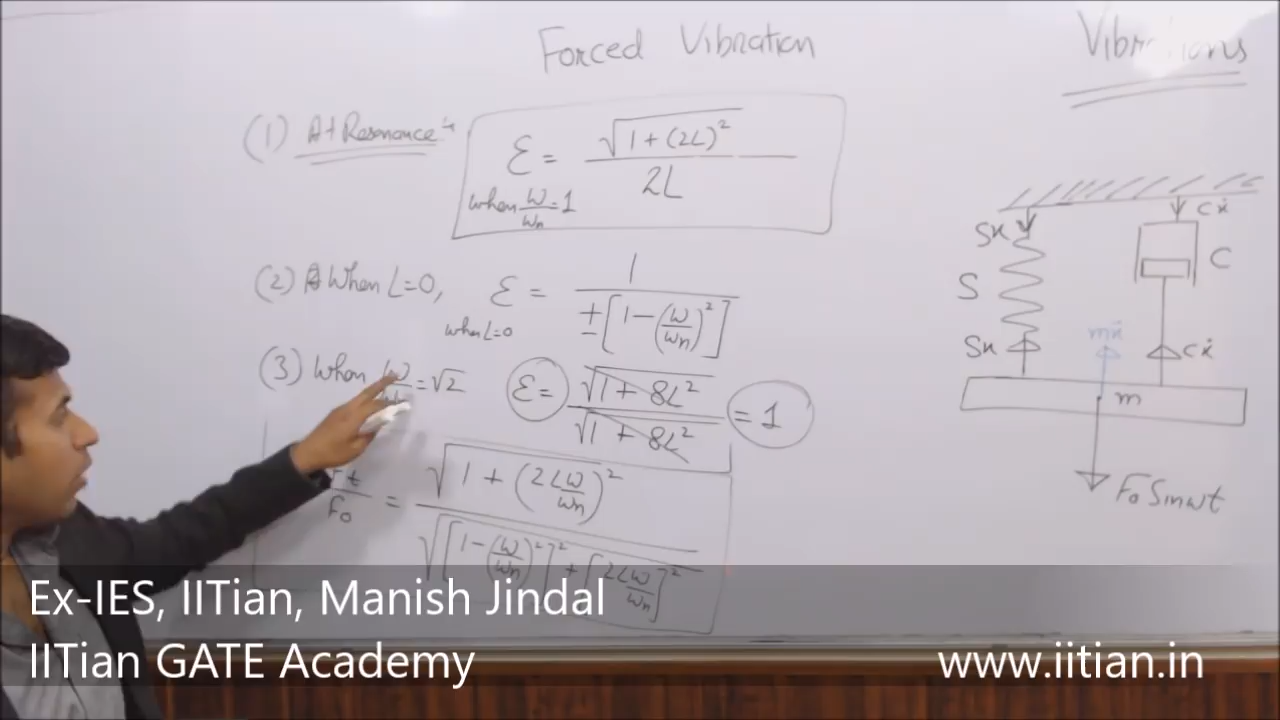 Forced Vibration
Vibrations
(1) At Resonance
ε = √(1 + (2L)²) / 2L
when ω/ωn = 1
(2) When L=0, ε = 1 / ±[1 - (ω/ωn)²]
when L=0
(3) When ω/ωn = √2 ε = √(1 + 8L²) / √(1 + 8L²) = 1
Ft/F0 = √(1 + (2Lω/ωn)²) / √([1 - (ω/ωn)²]² + [2Lω/ωn]²)
Sx
cẋ
S
C
Sx
mẍ
cẋ
m
F0 Sinωt
Ex-IES, IITian, Manish Jindal
IITian GATE Academy
www.iitian.in